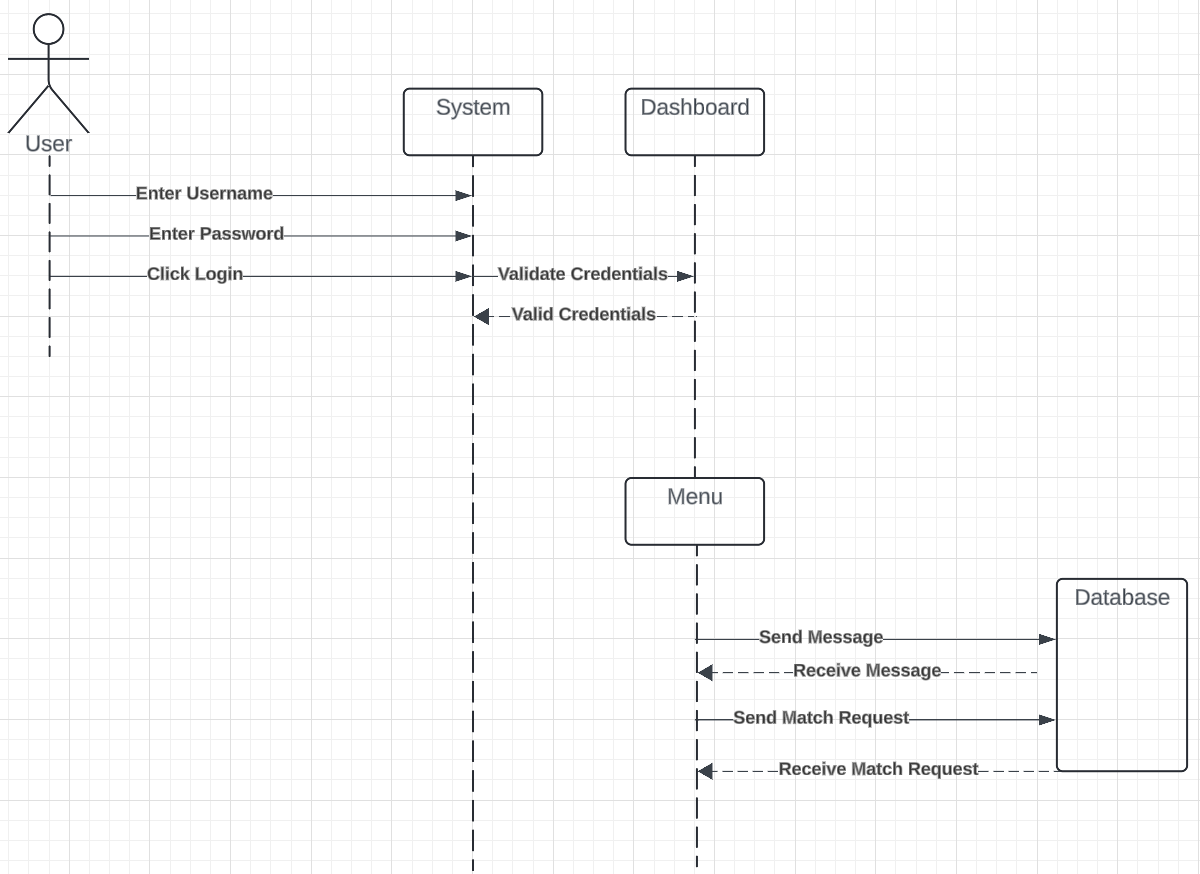 User
System
Dashboard
Enter Username
Enter Password
Click Login
Validate Credentials
Valid Credentials
Menu
Database
Send Message
Receive Message
Send Match Request
Receive Match Request